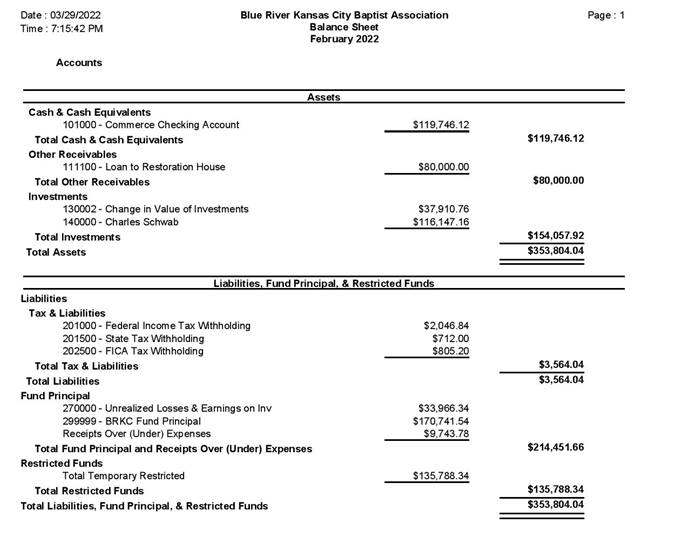 Date : 03/29/2022 Blue River Kansas City Baptist Association Page : 1
Time : 7:15:42 PM Balance Sheet
February 2022
Accounts
Assets
Cash & Cash Equivalents
101000 - Commerce Checking Account $119,746.12
Total Cash & Cash Equivalents $119,746.12
Other Receivables
111100 - Loan to Restoration House $80,000.00
Total Other Receivables $80,000.00
Investments
130002 - Change in Value of Investments $37,910.76
140000 - Charles Schwab $116,147.16
Total Investments $154,057.92
Total Assets $353,804.04
Liabilities, Fund Principal, & Restricted Funds
Liabilities
Tax & Liabilities
201000 - Federal Income Tax Withholding $2,046.84
201500 - State Tax Withholding $712.00
202500 - FICA Tax Withholding $805.20
Total Tax & Liabilities $3,564.04
Total Liabilities $3,564.04
Fund Principal
270000 - Unrealized Losses & Earnings on Inv $33,966.34
299999 - BRKC Fund Principal $170,741.54
Receipts Over (Under) Expenses $9,743.78
Total Fund Principal and Receipts Over (Under) Expenses $214,451.66
Restricted Funds
Total Temporary Restricted $135,788.34
Total Restricted Funds $135,788.34
Total Liabilities, Fund Principal, & Restricted Funds $353,804.04